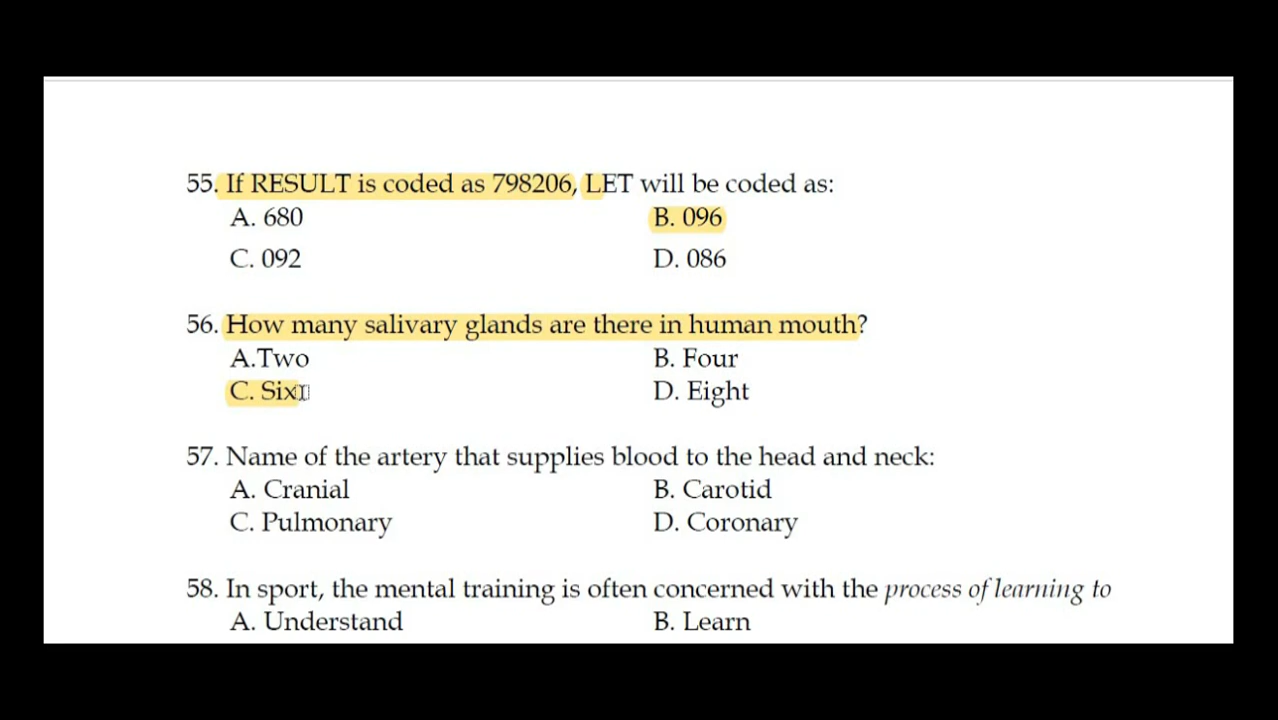 55. If RESULT is coded as 798206, LET will be coded as:
A. 680 B. 096
C. 092 D. 086
56. How many salivary glands are there in human mouth?
A.Two B. Four
C. Six D. Eight
57. Name of the artery that supplies blood to the head and neck:
A. Cranial B. Carotid
C. Pulmonary D. Coronary
58. In sport, the mental training is often concerned with the process of learning to
A. Understand B. Learn